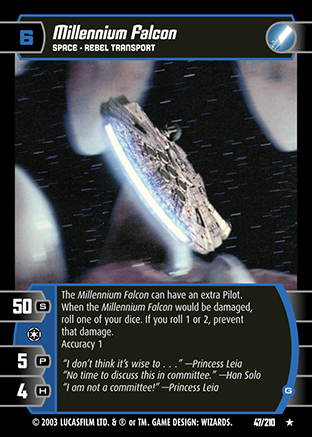 6
Millennium Falcon
SPACE - REBEL TRANSPORT
50 S
The Millennium Falcon can have an extra Pilot.
When the Millennium Falcon would be damaged,
roll one of your dice. If you roll 1 or 2, prevent
that damage.
Accuracy 1
5 P
4 H
"I don't think it's wise to . . ." —Princess Leia
"No time to discuss this in committee." —Han Solo
"I am not a committee!" —Princess Leia
G
© 2003 LUCASFILM LTD. & ® or TM. GAME DESIGN: WIZARDS.
47/210 ★